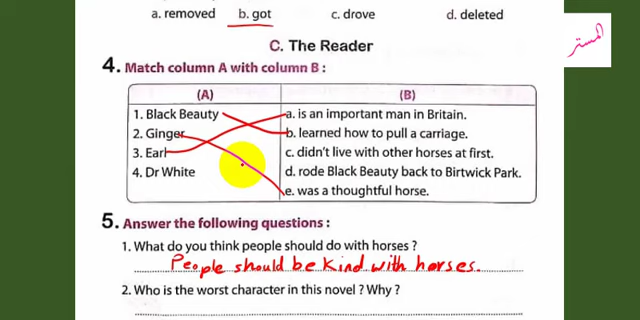 a. removed b. got c. drove d. deleted
المستر
C. The Reader
4. Match column A with column B :
(A) (B)
1. Black Beauty a. is an important man in Britain.
2. Ginger b. learned how to pull a carriage.
3. Earl c. didn't live with other horses at first.
4. Dr White d. rode Black Beauty back to Birtwick Park.
e. was a thoughtful horse.
5. Answer the following questions :
1. What do you think people should do with horses ?
People should be kind with horses.
2. Who is the worst character in this novel ? Why ?